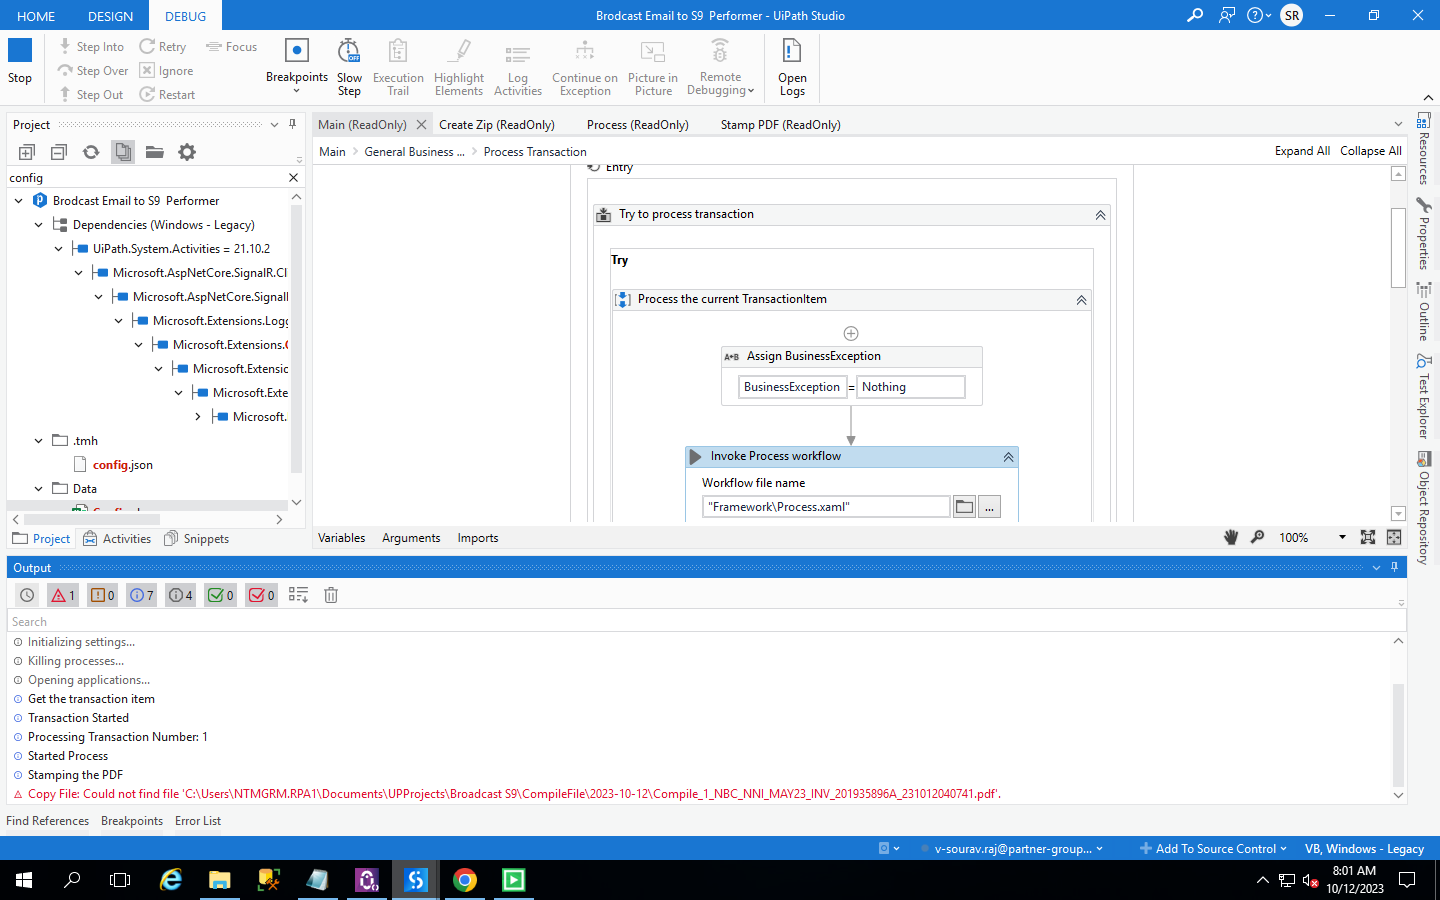 HOME DESIGN DEBUG Brodcast Email to S9 Performer - UiPath Studio SR
Stop
Step Into Retry Focus
Step Over Ignore
Step Out Restart
Breakpoints
Slow Step
Execution Trail
Highlight Elements
Log Activities
Continue on Exception
Picture in Picture
Remote Debugging
Open Logs
Project
config
Brodcast Email to S9 Performer
Dependencies (Windows - Legacy)
UiPath.System.Activities = 21.10.2
Microsoft.AspNetCore.SignalR.Cl
Microsoft.AspNetCore.Signal
Microsoft.Extensions.Logg
Microsoft.Extensions.
Microsoft.Extensic
Microsoft.Exte
Microsoft.
.tmh
config.json
Data
Project Activities Snippets
Main (ReadOnly) Create Zip (ReadOnly) Process (ReadOnly) Stamp PDF (ReadOnly)
Main > General Business ... > Process Transaction Expand All Collapse All
Entry
Try to process transaction
Try
Process the current TransactionItem
A+B Assign BusinessException
BusinessException = Nothing
Invoke Process workflow
Workflow file name
"Framework\Process.xaml" ...
Variables Arguments Imports 100%
Resources
Properties
Outline
Test Explorer
Object Repository
Output
1 0 7 4 0 0
Search
Initializing settings...
Killing processes...
Opening applications...
Get the transaction item
Transaction Started
Processing Transaction Number: 1
Started Process
Stamping the PDF
Copy File: Could not find file 'C:\Users\NTMGRM.RPA1\Documents\UPProjects\Broadcast S9\CompileFile\2023-10-12\Compile_1_NBC_NNI_MAY23_INV_201935896A_231012040741.pdf'.
Find References Breakpoints Error List
v-sourav.raj@partner-group... Add To Source Control VB, Windows - Legacy
8:01 AM
10/12/2023